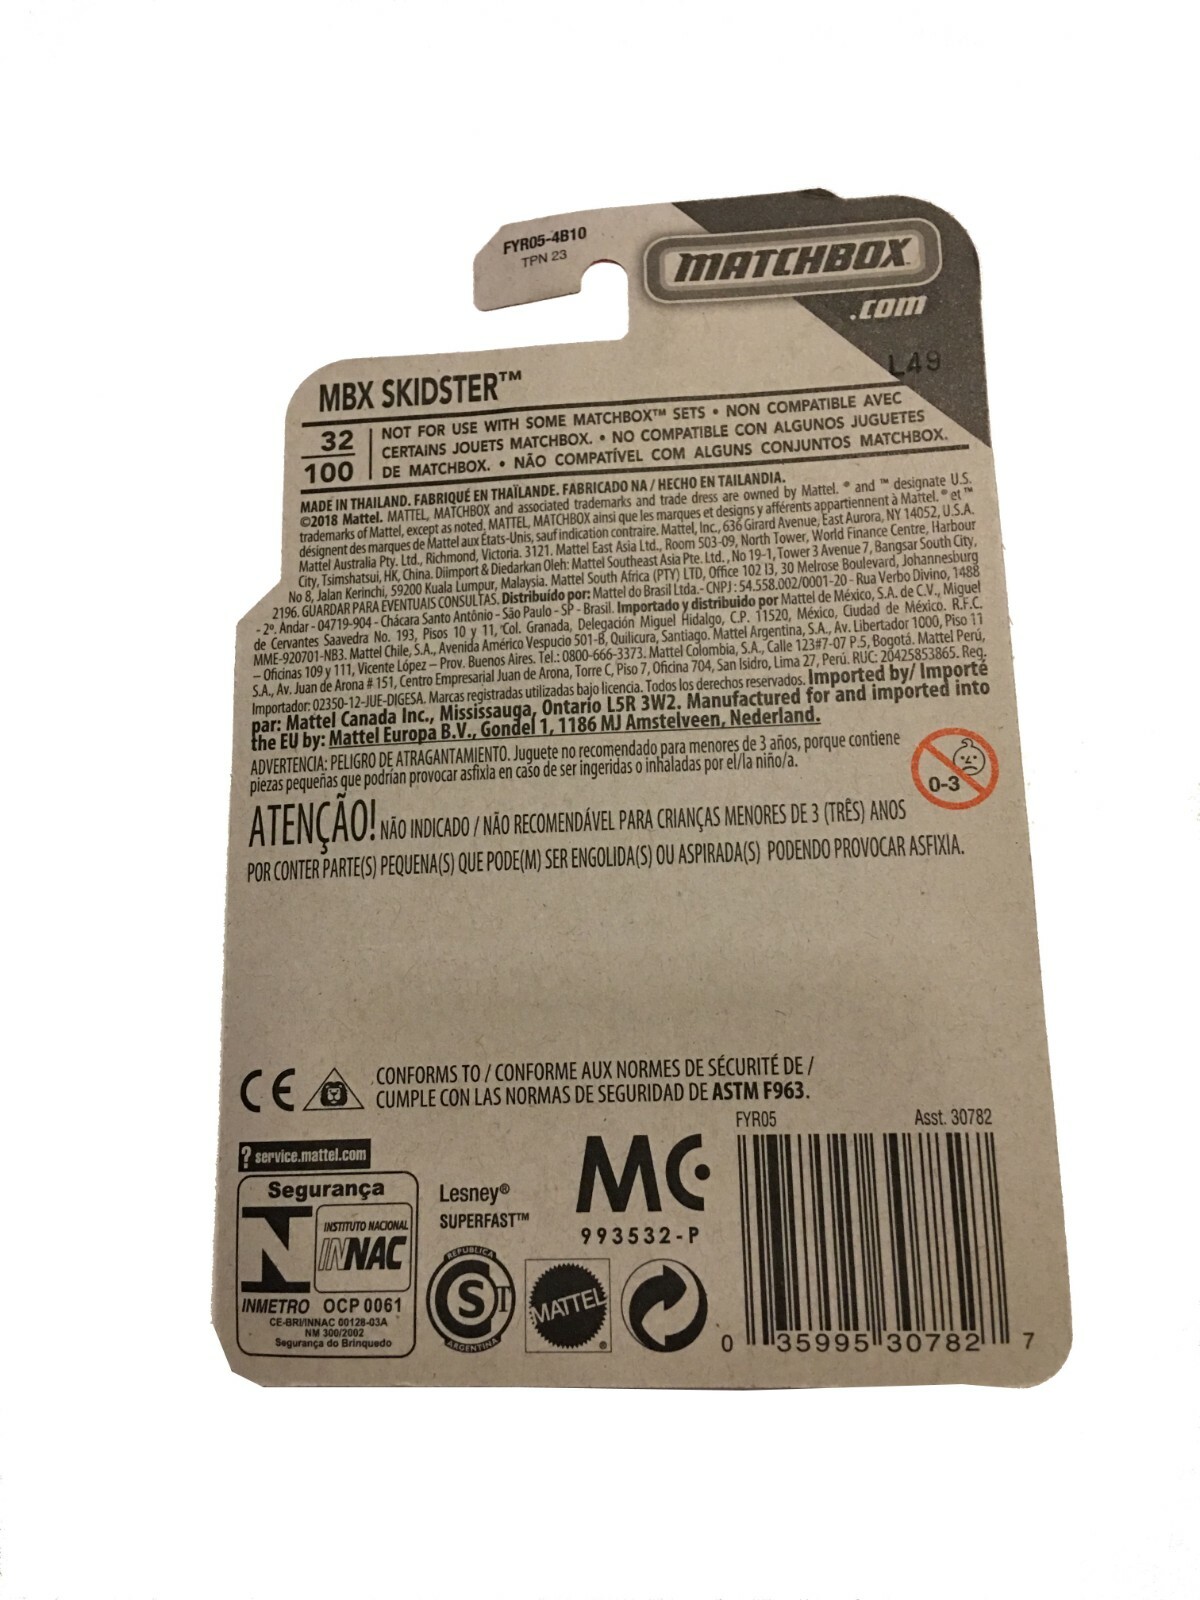 FYR05-4B10
TPN 23
MATCHBOX
.com
L49
MBX SKIDSTER™
32
100
NOT FOR USE WITH SOME MATCHBOX™ SETS • NON COMPATIBLE AVEC
CERTAINS JOUETS MATCHBOX. • NO COMPATIBLE CON ALGUNOS JUGUETES
DE MATCHBOX. • NÃO COMPATÍVEL COM ALGUNS CONJUNTOS MATCHBOX.
MADE IN THAILAND. FABRIQUÉ EN THAÏLANDE. FABRICADO NA / HECHO EN TAILANDIA.
©2018 Mattel. MATTEL, MATCHBOX and associated trademarks and trade dress are owned by Mattel. ® and ™ designate U.S.
trademarks of Mattel, except as noted. MATTEL, MATCHBOX ainsi que les marques et designs y afférents appartiennent à Mattel. ® et ™
désignent des marques de Mattel aux États-Unis, sauf indication contraire. Mattel, Inc., 636 Girard Avenue, East Aurora, NY 14052, U.S.A.
Mattel Australia Pty. Ltd., Richmond, Victoria. 3121. Mattel East Asia Ltd., Room 503-09, North Tower, World Finance Centre, Harbour
City, Tsimshatsui, HK, China. Diimport & Diedarkan Oleh: Mattel Southeast Asia Pte. Ltd., No 19-1, Tower 3 Avenue 7, Bangsar South City,
No 8, Jalan Kerinchi, 59200 Kuala Lumpur, Malaysia. Mattel South Africa (PTY) LTD, Office 102 I3, 30 Melrose Boulevard, Johannesburg
2196. GUARDAR PARA EVENTUAIS CONSULTAS. Distribuído por: Mattel do Brasil Ltda.- CNPJ : 54.558.002/0001-20 - Rua Verbo Divino, 1488
- 2º. Andar - 04719-904 - Chácara Santo Antônio - São Paulo - SP - Brasil. Importado y distribuido por Mattel de México, S.A. de C.V., Miguel
de Cervantes Saavedra No. 193, Pisos 10 y 11, Col. Granada, Delegación Miguel Hidalgo, C.P. 11520, México, Ciudad de México. R.F.C.
MME-920701-NB3. Mattel Chile, S.A., Avenida Américo Vespucio 501-B, Quilicura, Santiago. Mattel Argentina, S.A., Av. Libertador 1000, Piso 11
– Oficinas 109 y 111, Vicente López – Prov. Buenos Aires. Tel.: 0800-666-3373. Mattel Colombia, S.A., Calle 123#7-07 P.5, Bogotá. Mattel Perú,
S.A., Av. Juan de Arona # 151, Centro Empresarial Juan de Arona, Torre C, Piso 7, Oficina 704, San Isidro, Lima 27, Perú. RUC: 20425853865. Reg.
Importador: 02350-12-JUE-DIGESA. Marcas registradas utilizadas bajo licencia. Todos los derechos reservados. Imported by/ Importé
par: Mattel Canada Inc., Mississauga, Ontario L5R 3W2. Manufactured for and imported into
the EU by: Mattel Europa B.V., Gondel 1, 1186 MJ Amstelveen, Nederland.
ADVERTENCIA: PELIGRO DE ATRAGANTAMIENTO. Juguete no recomendado para menores de 3 años, porque contiene
piezas pequeñas que podrían provocar asfixia en caso de ser ingeridas o inhaladas por el/la niño/a.
0-3
ATENÇÃO! NÃO INDICADO / NÃO RECOMENDÁVEL PARA CRIANÇAS MENORES DE 3 (TRÊS) ANOS
POR CONTER PARTE(S) PEQUENA(S) QUE PODE(M) SER ENGOLIDA(S) OU ASPIRADA(S) PODENDO PROVOCAR ASFIXIA.
CE
CONFORMS TO / CONFORME AUX NORMES DE SÉCURITÉ DE /
CUMPLE CON LAS NORMAS DE SEGURIDAD DE ASTM F963.
FYR05 Asst. 30782
? service.mattel.com
Segurança
INSTITUTO NACIONAL
INNAC
INMETRO OCP 0061
CE-BRI/INNAC 00128-03A
NM 300/2002
Segurança do Brinquedo
Lesney®
SUPERFAST™
MC
993532-P
REPUBLICA
S T
ARGENTINA
MATTEL®
0 35995 30782 7